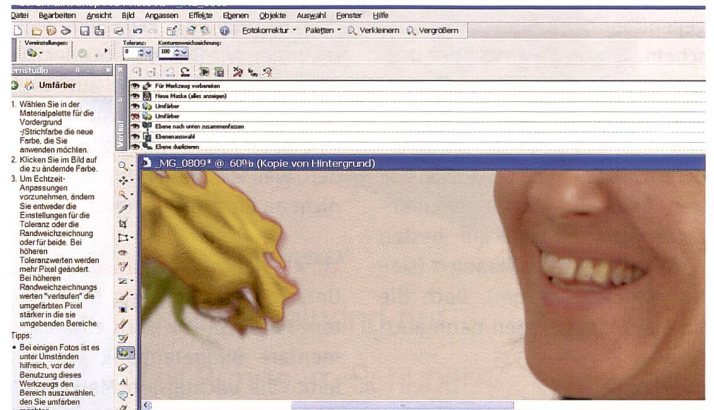 Datei Bearbeiten Ansicht Bild Anpassen Effekte Ebenen Objekte Auswahl Fenster Hilfe
Fotokorrektur Paletten Verkleinern Vergrößern
Voreinstellungen: Toleranz: Konturenweichzeichnung:
8 100
ernstudio
Umfärber
1. Wählen Sie in der
Materialpalette für die
Vordergrund
-/Strichfarbe die neue
Farbe, die Sie
anwenden möchten.
2. Klicken Sie im Bild auf
die zu ändernde Farbe.
3. Um Echtzeit-
Anpassungen
vorzunehmen, ändern
Sie entweder die
Einstellungen für die
Toleranz oder die
Randweichzeichnung
oder für beide. Bei
höheren
Toleranzwerten werden
mehr Pixel geändert.
Bei höheren
Randweichzeichnungs
werten "verlaufen" die
umgefärbten Pixel
stärker in die sie
umgebenden Bereiche.
Tipps:
• Bei einigen Fotos ist es
unter Umständen
hilfreich, vor der
Benutzung dieses
Werkzeugs den
Bereich auszuwählen,
den Sie umfärben
möchten
Verlauf
Für Werkzeug vorbereiten
Neue Maske (alles anzeigen)
Umfärber
Umfärber
Ebene nach unten zusammenfassen
Ebenenauswahl
Ebene duplizieren
_MG_0809* @ 60% (Kopie von Hintergrund)